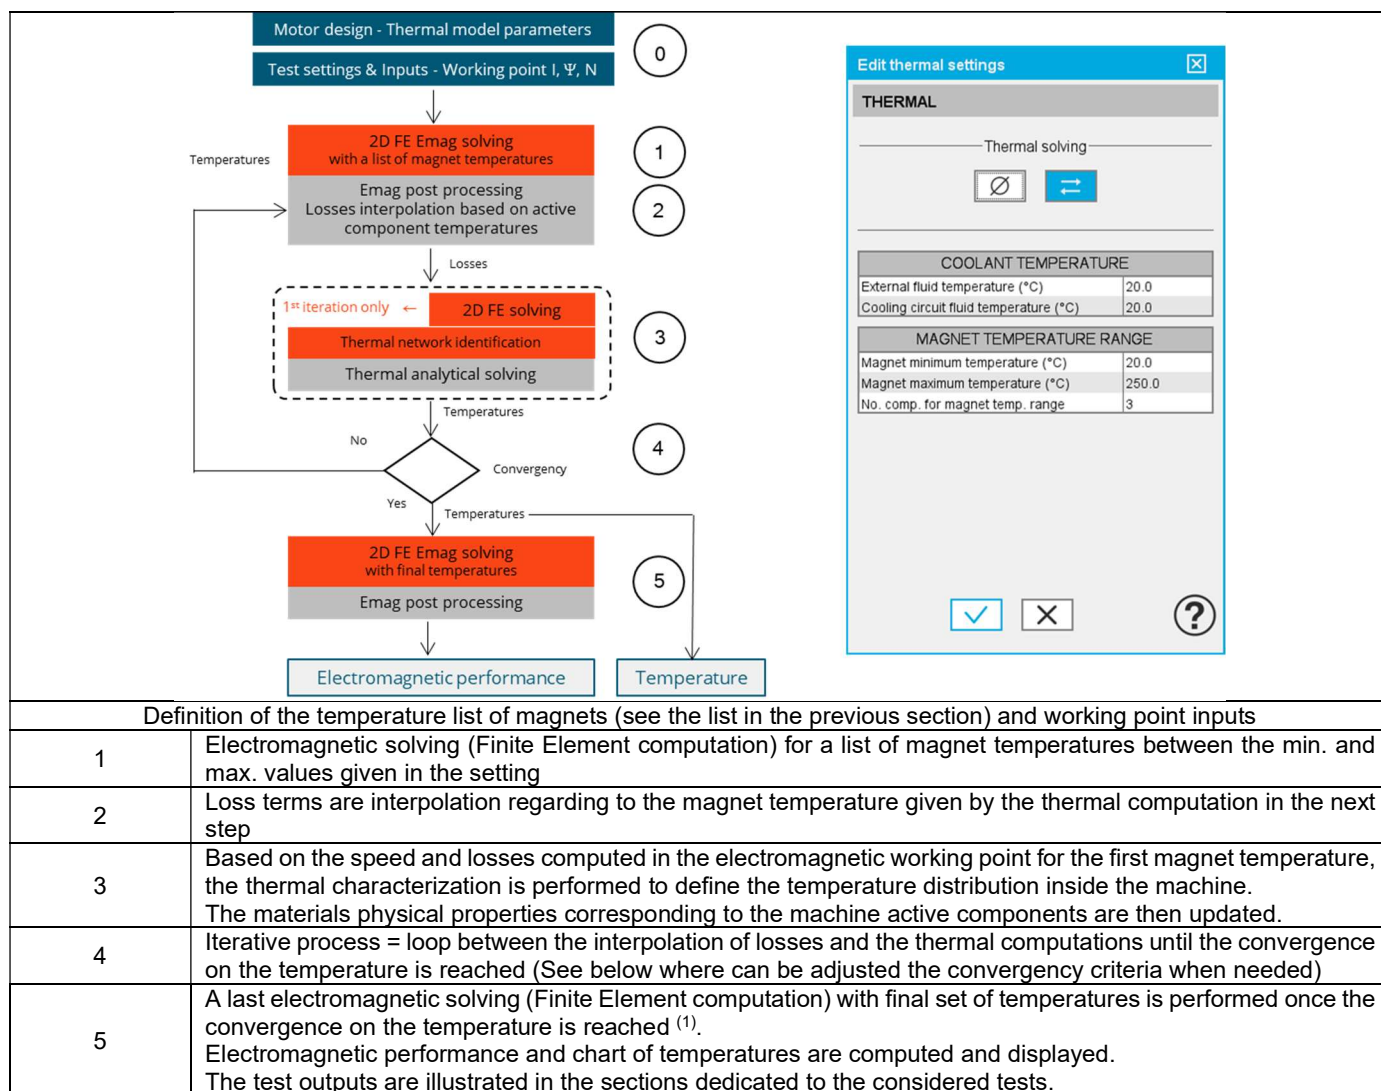 Motor design - Thermal model parameters
Test settings & Inputs - Working point I, Ψ, N
0
2D FE Emag solving
with a list of magnet temperatures
1
Temperatures
Emag post processing
Losses interpolation based on active
component temperatures
2
Losses
1st iteration only ←
2D FE solving
Thermal network identification
Thermal analytical solving
3
Temperatures
No
Convergency
4
Yes
Temperatures
2D FE Emag solving
with final temperatures
Emag post processing
5
Electromagnetic performance
Temperature
Edit thermal settings
THERMAL
Thermal solving
COOLANT TEMPERATURE
External fluid temperature (°C) 20.0
Cooling circuit fluid temperature (°C) 20.0
MAGNET TEMPERATURE RANGE
Magnet minimum temperature (°C) 20.0
Magnet maximum temperature (°C) 250.0
No. comp. for magnet temp. range 3
?
Definition of the temperature list of magnets (see the list in the previous section) and working point inputs
1
Electromagnetic solving (Finite Element computation) for a list of magnet temperatures between the min. and
max. values given in the setting
2
Loss terms are interpolation regarding to the magnet temperature given by the thermal computation in the next
step
3
Based on the speed and losses computed in the electromagnetic working point for the first magnet temperature,
the thermal characterization is performed to define the temperature distribution inside the machine.
The materials physical properties corresponding to the machine active components are then updated.
4
Iterative process = loop between the interpolation of losses and the thermal computations until the convergence
on the temperature is reached (See below where can be adjusted the convergency criteria when needed)
5
A last electromagnetic solving (Finite Element computation) with final set of temperatures is performed once the
convergence on the temperature is reached (1).
Electromagnetic performance and chart of temperatures are computed and displayed.
The test outputs are illustrated in the sections dedicated to the considered tests.